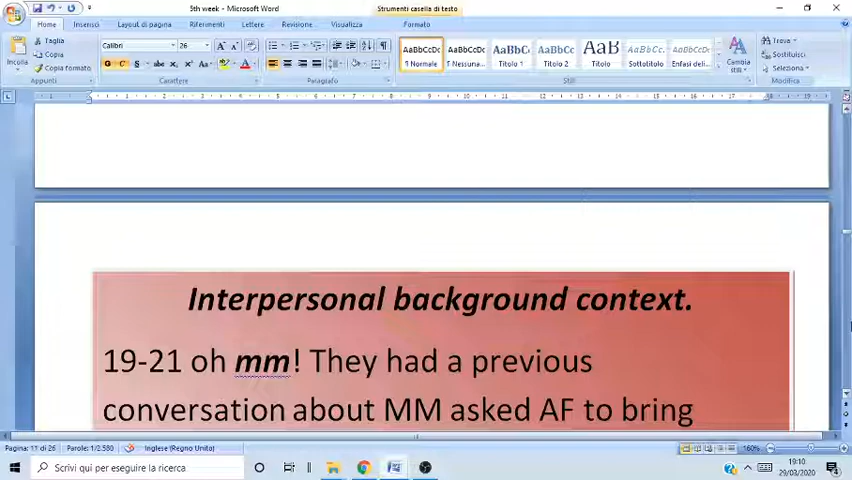 5th week - Microsoft Word
Strumenti casella di testo
Home
Inserisci
Layout di pagina
Riferimenti
Lettere
Revisione
Visualizza
Formato
Incolla
Taglia
Copia
Copia formato
Appunti
Calibri
26
Carattere
Paragrafo
AaBbCcDc
¶ Normale
AaBbCcDc
¶ Nessuna...
AaBbC
Titolo 1
AaBbCc
Titolo 2
AaB
Titolo
AaBbCc.
Sottotitolo
AaBbCcDt
Enfasi deli...
Cambia
stili
Stili
Trova
Sostituisci
Seleziona
Modifica
Interpersonal background context.
19-21 oh mm! They had a previous
conversation about MM asked AF to bring
Pagina: 11 di 26
Parole: 1/2.580
Inglese (Regno Unito)
160%
Scrivi qui per eseguire la ricerca
19:10
29/03/2020